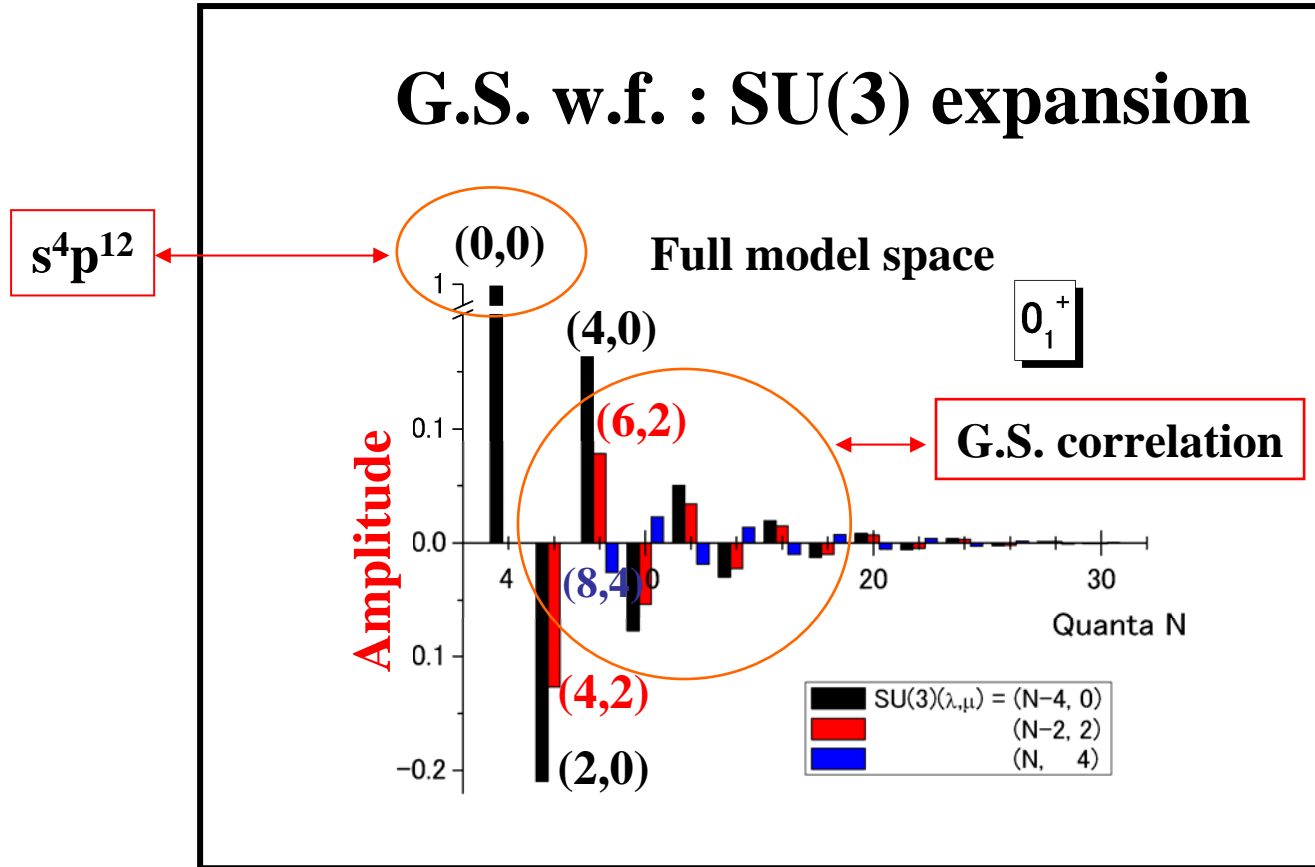 G.S. w.f. : SU(3) expansion
s⁴p¹²
(0,0)
Full model space
0₁⁺
1
(4,0)
(6,2)
G.S. correlation
0.1
Amplitude
0.0
4
(8,4)
0
20
30
Quanta N
0.1
(4,2)
(2,0)
−0.2
SU(3)(λ,μ) = (N-4, 0)
(N-2, 2)
(N, 4)